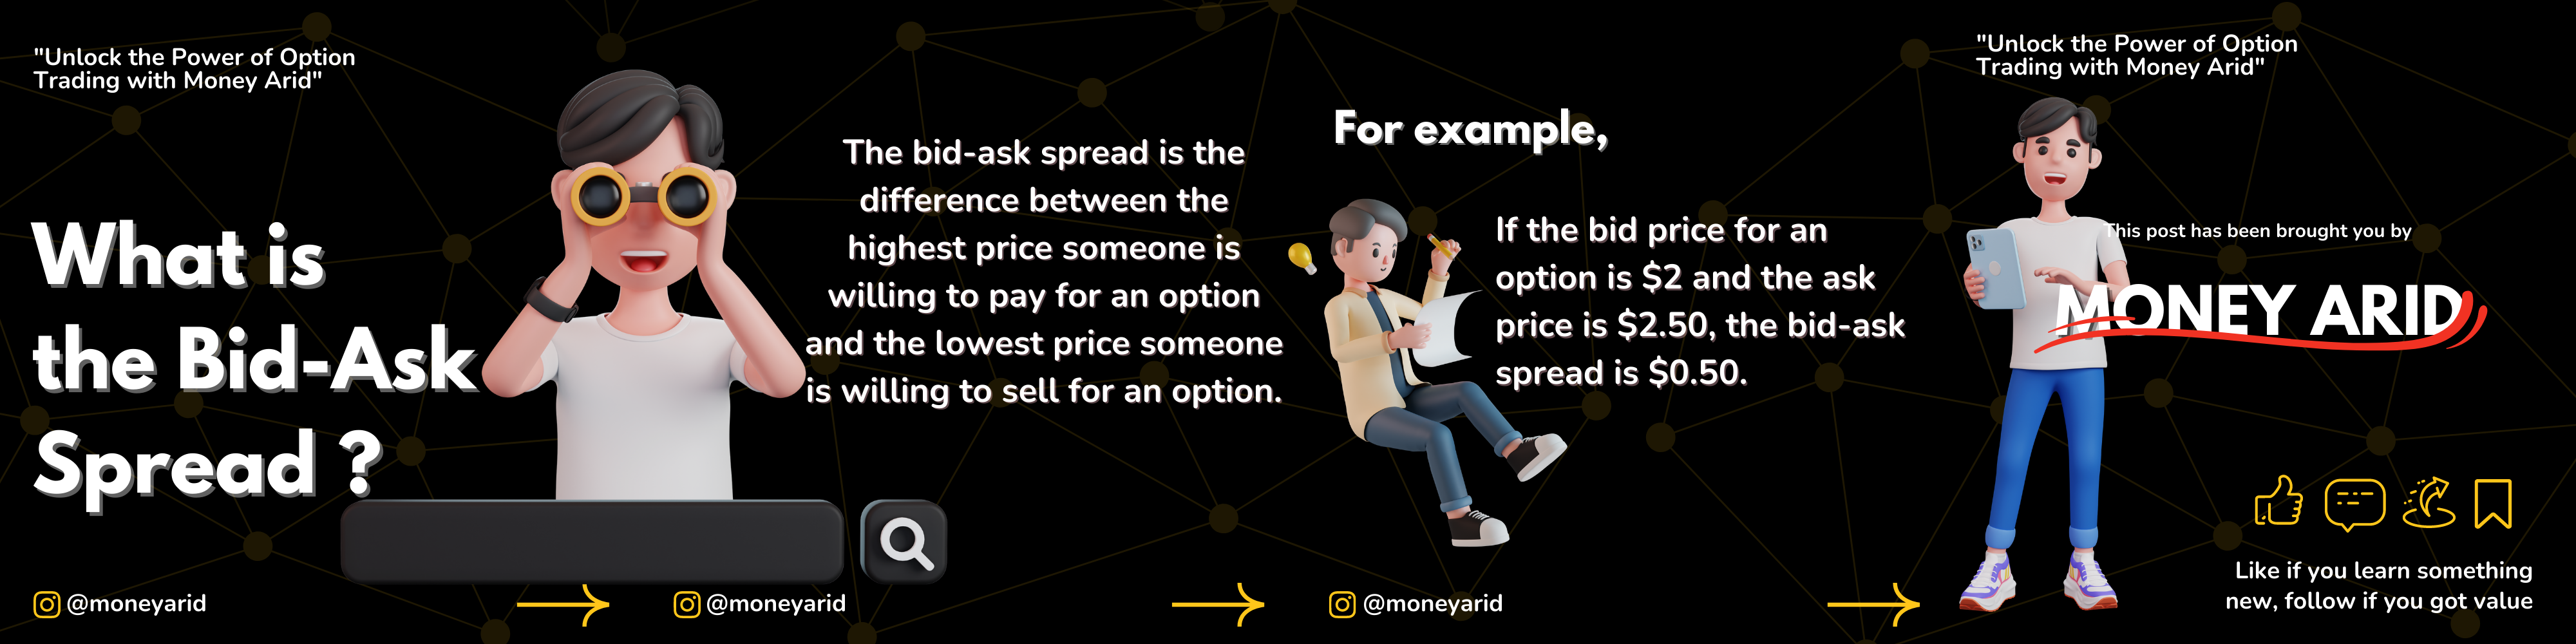 "Unlock the Power of Option
Trading with Money Arid"
What is
the Bid-Ask
Spread ?
@moneyarid
The bid-ask spread is the
difference between the
highest price someone is
willing to pay for an option
and the lowest price someone
is willing to sell for an option.
@moneyarid
For example,
If the bid price for an
option is $2 and the ask
price is $2.50, the bid-ask
spread is $0.50.
@moneyarid
"Unlock the Power of Option
Trading with Money Arid"
This post has been brought you by
MONEY ARID
Like if you learn something
new, follow if you got value